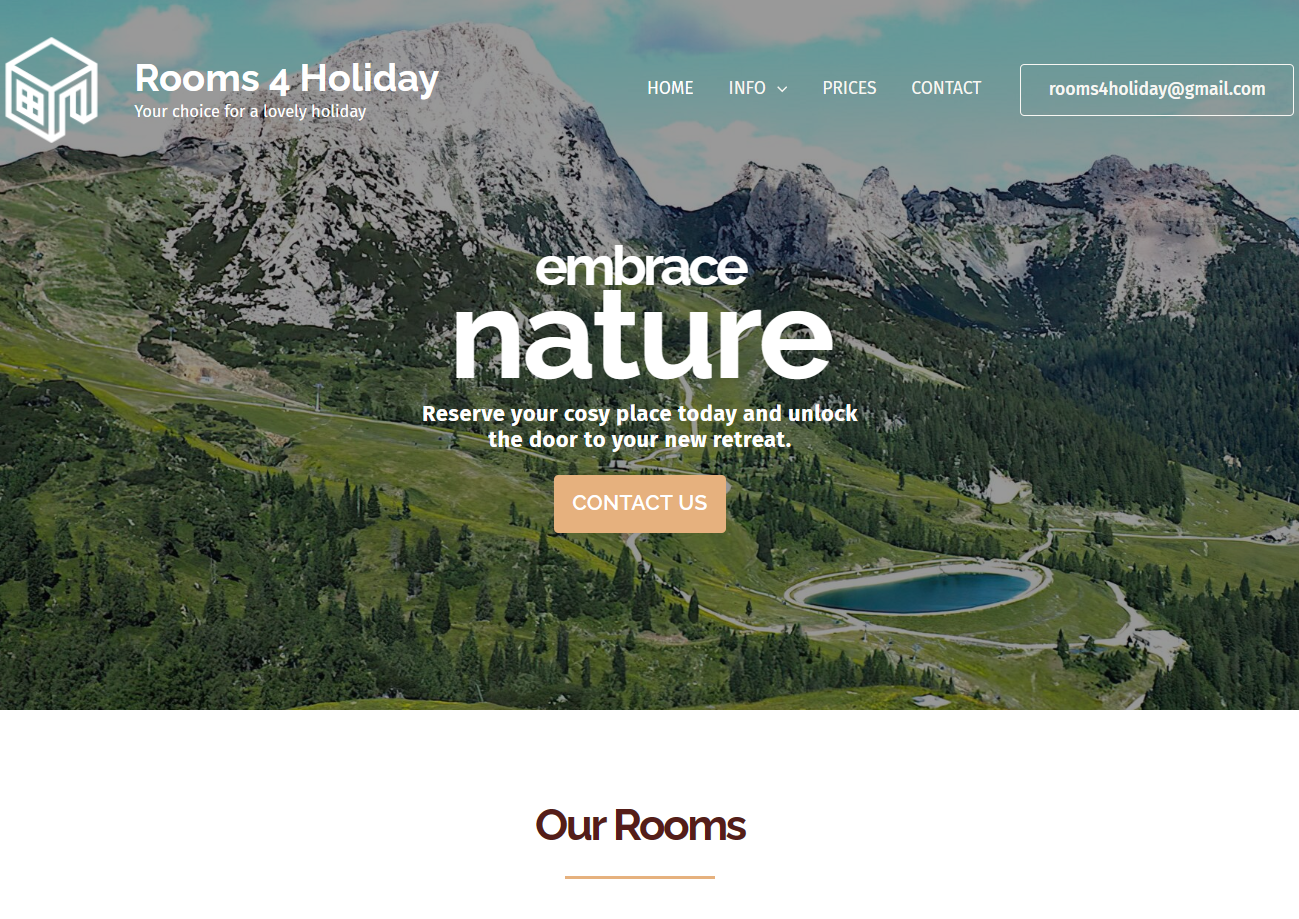 Rooms 4 Holiday
Your choice for a lovely holiday
HOME INFO PRICES CONTACT rooms4holiday@gmail.com
embrace
nature
Reserve your cosy place today and unlock
the door to your new retreat.
CONTACT US
Our Rooms